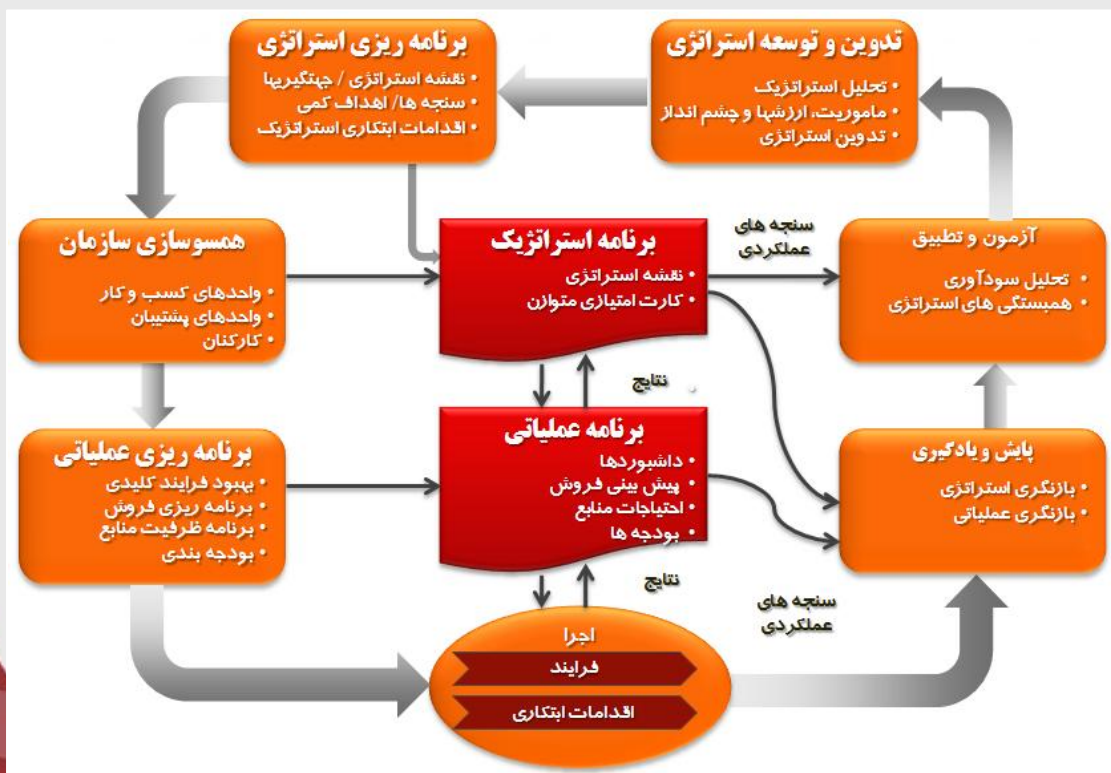 تدوین و توسعه استراتژی
• تحلیل استراتژیک
• ماموریت، ارزشها و چشم انداز
• تدوین استراتژی
برنامه ریزی استراتژی
• نقشه استراتژی / جهتگیریها
• سنجه ها/ اهداف کمی
• اقدامات ابتکاری استراتژیک
همسوسازی سازمان
• واحدهای کسب و کار
• واحدهای پشتیبان
• کارکنان
برنامه استراتژیک
• نقشه استراتژی
• کارت امتیازی متوازن
سنجه های
عملکردی
آزمون و تطبیق
• تحلیل سودآوری
• همبستگی های استراتژی
نتایج
برنامه ریزی عملیاتی
• بهبود فرایند کلیدی
• برنامه ریزی فروش
• برنامه ظرفیت منابع
• بودجه بندی
برنامه عملیاتی
• داشبوردها
• پیش بینی فروش
• احتیاجات منابع
• بودجه ها
پایش و یادگیری
• بازنگری استراتژی
• بازنگری عملیاتی
نتایج
سنجه های
عملکردی
اجرا
فرایند
اقدامات ابتکاری